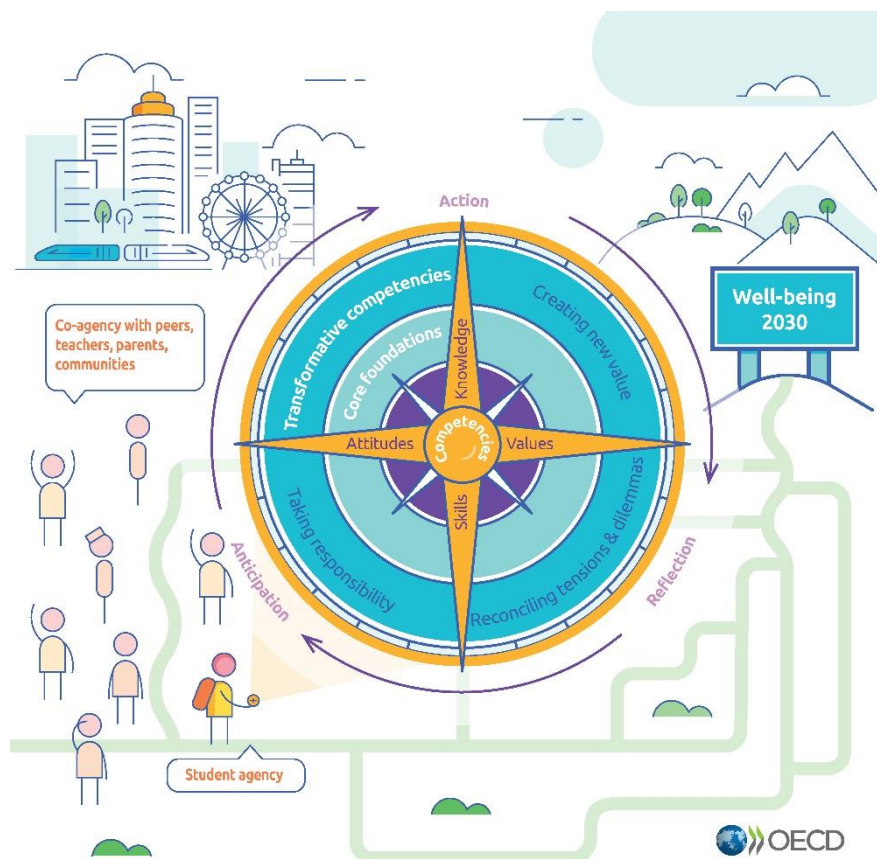 Action
Transformative competencies
Creating new value
Core foundations
Knowledge
Well-being
2030
Co-agency with peers,
teachers, parents,
communities
Attitudes
Competencies
Values
Skills
Taking responsibility
Reconciling tensions & dilemmas
Anticipation
Reflection
Student agency
OECD